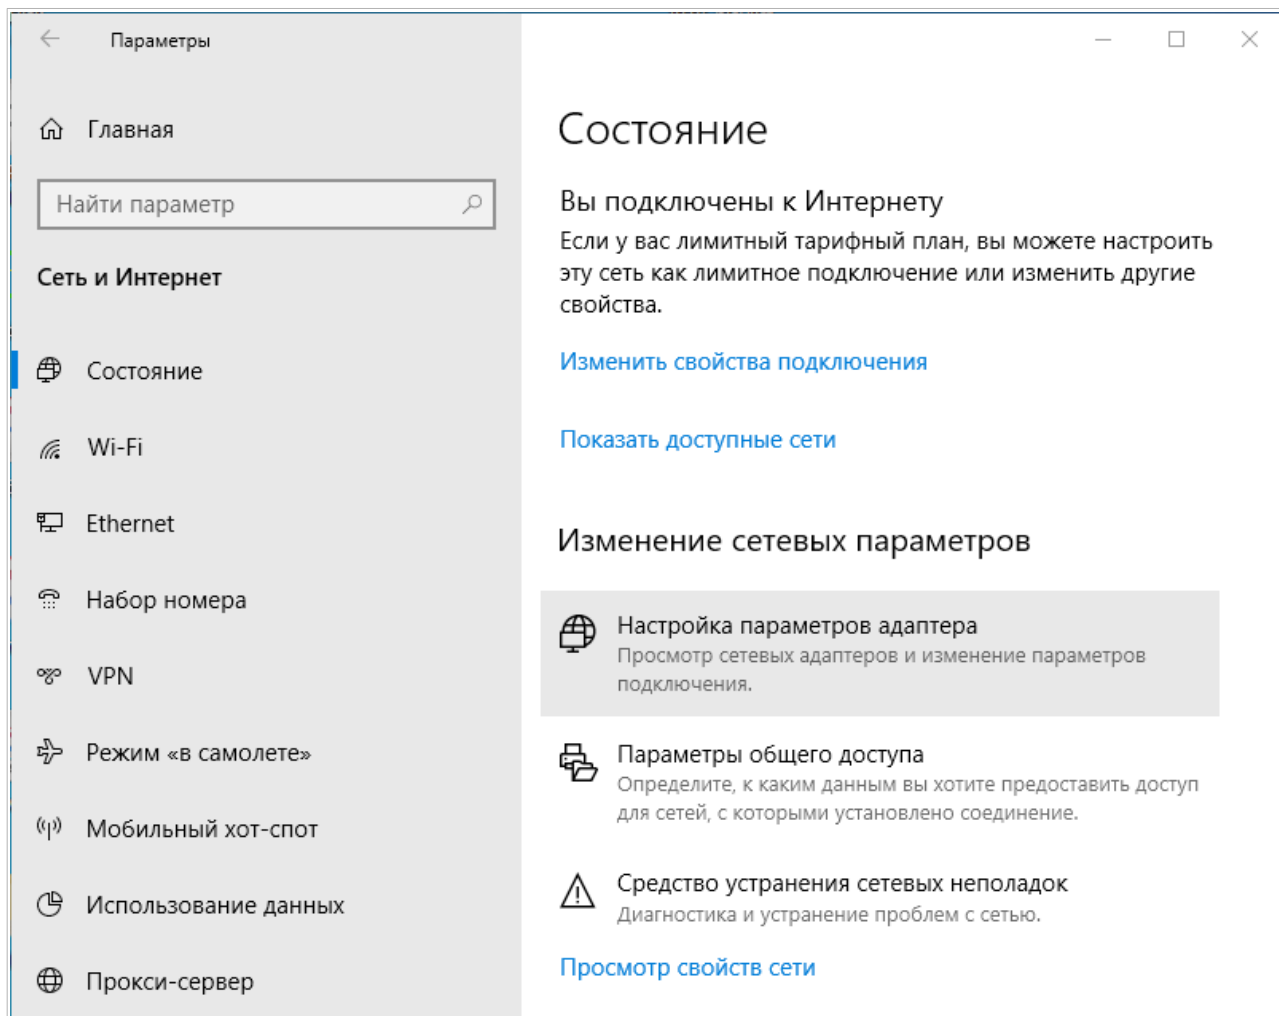 Параметры
Главная
Найти параметр
Сеть и Интернет
Состояние
Wi-Fi
Ethernet
Набор номера
VPN
Режим «в самолете»
Мобильный хот-спот
Использование данных
Прокси-сервер
Состояние
Вы подключены к Интернету
Если у вас лимитный тарифный план, вы можете настроить
эту сеть как лимитное подключение или изменить другие
свойства.
Изменить свойства подключения
Показать доступные сети
Изменение сетевых параметров
Настройка параметров адаптера
Просмотр сетевых адаптеров и изменение параметров
подключения.
Параметры общего доступа
Определите, к каким данным вы хотите предоставить доступ
для сетей, с которыми установлено соединение.
Средство устранения сетевых неполадок
Диагностика и устранение проблем с сетью.
Просмотр свойств сети